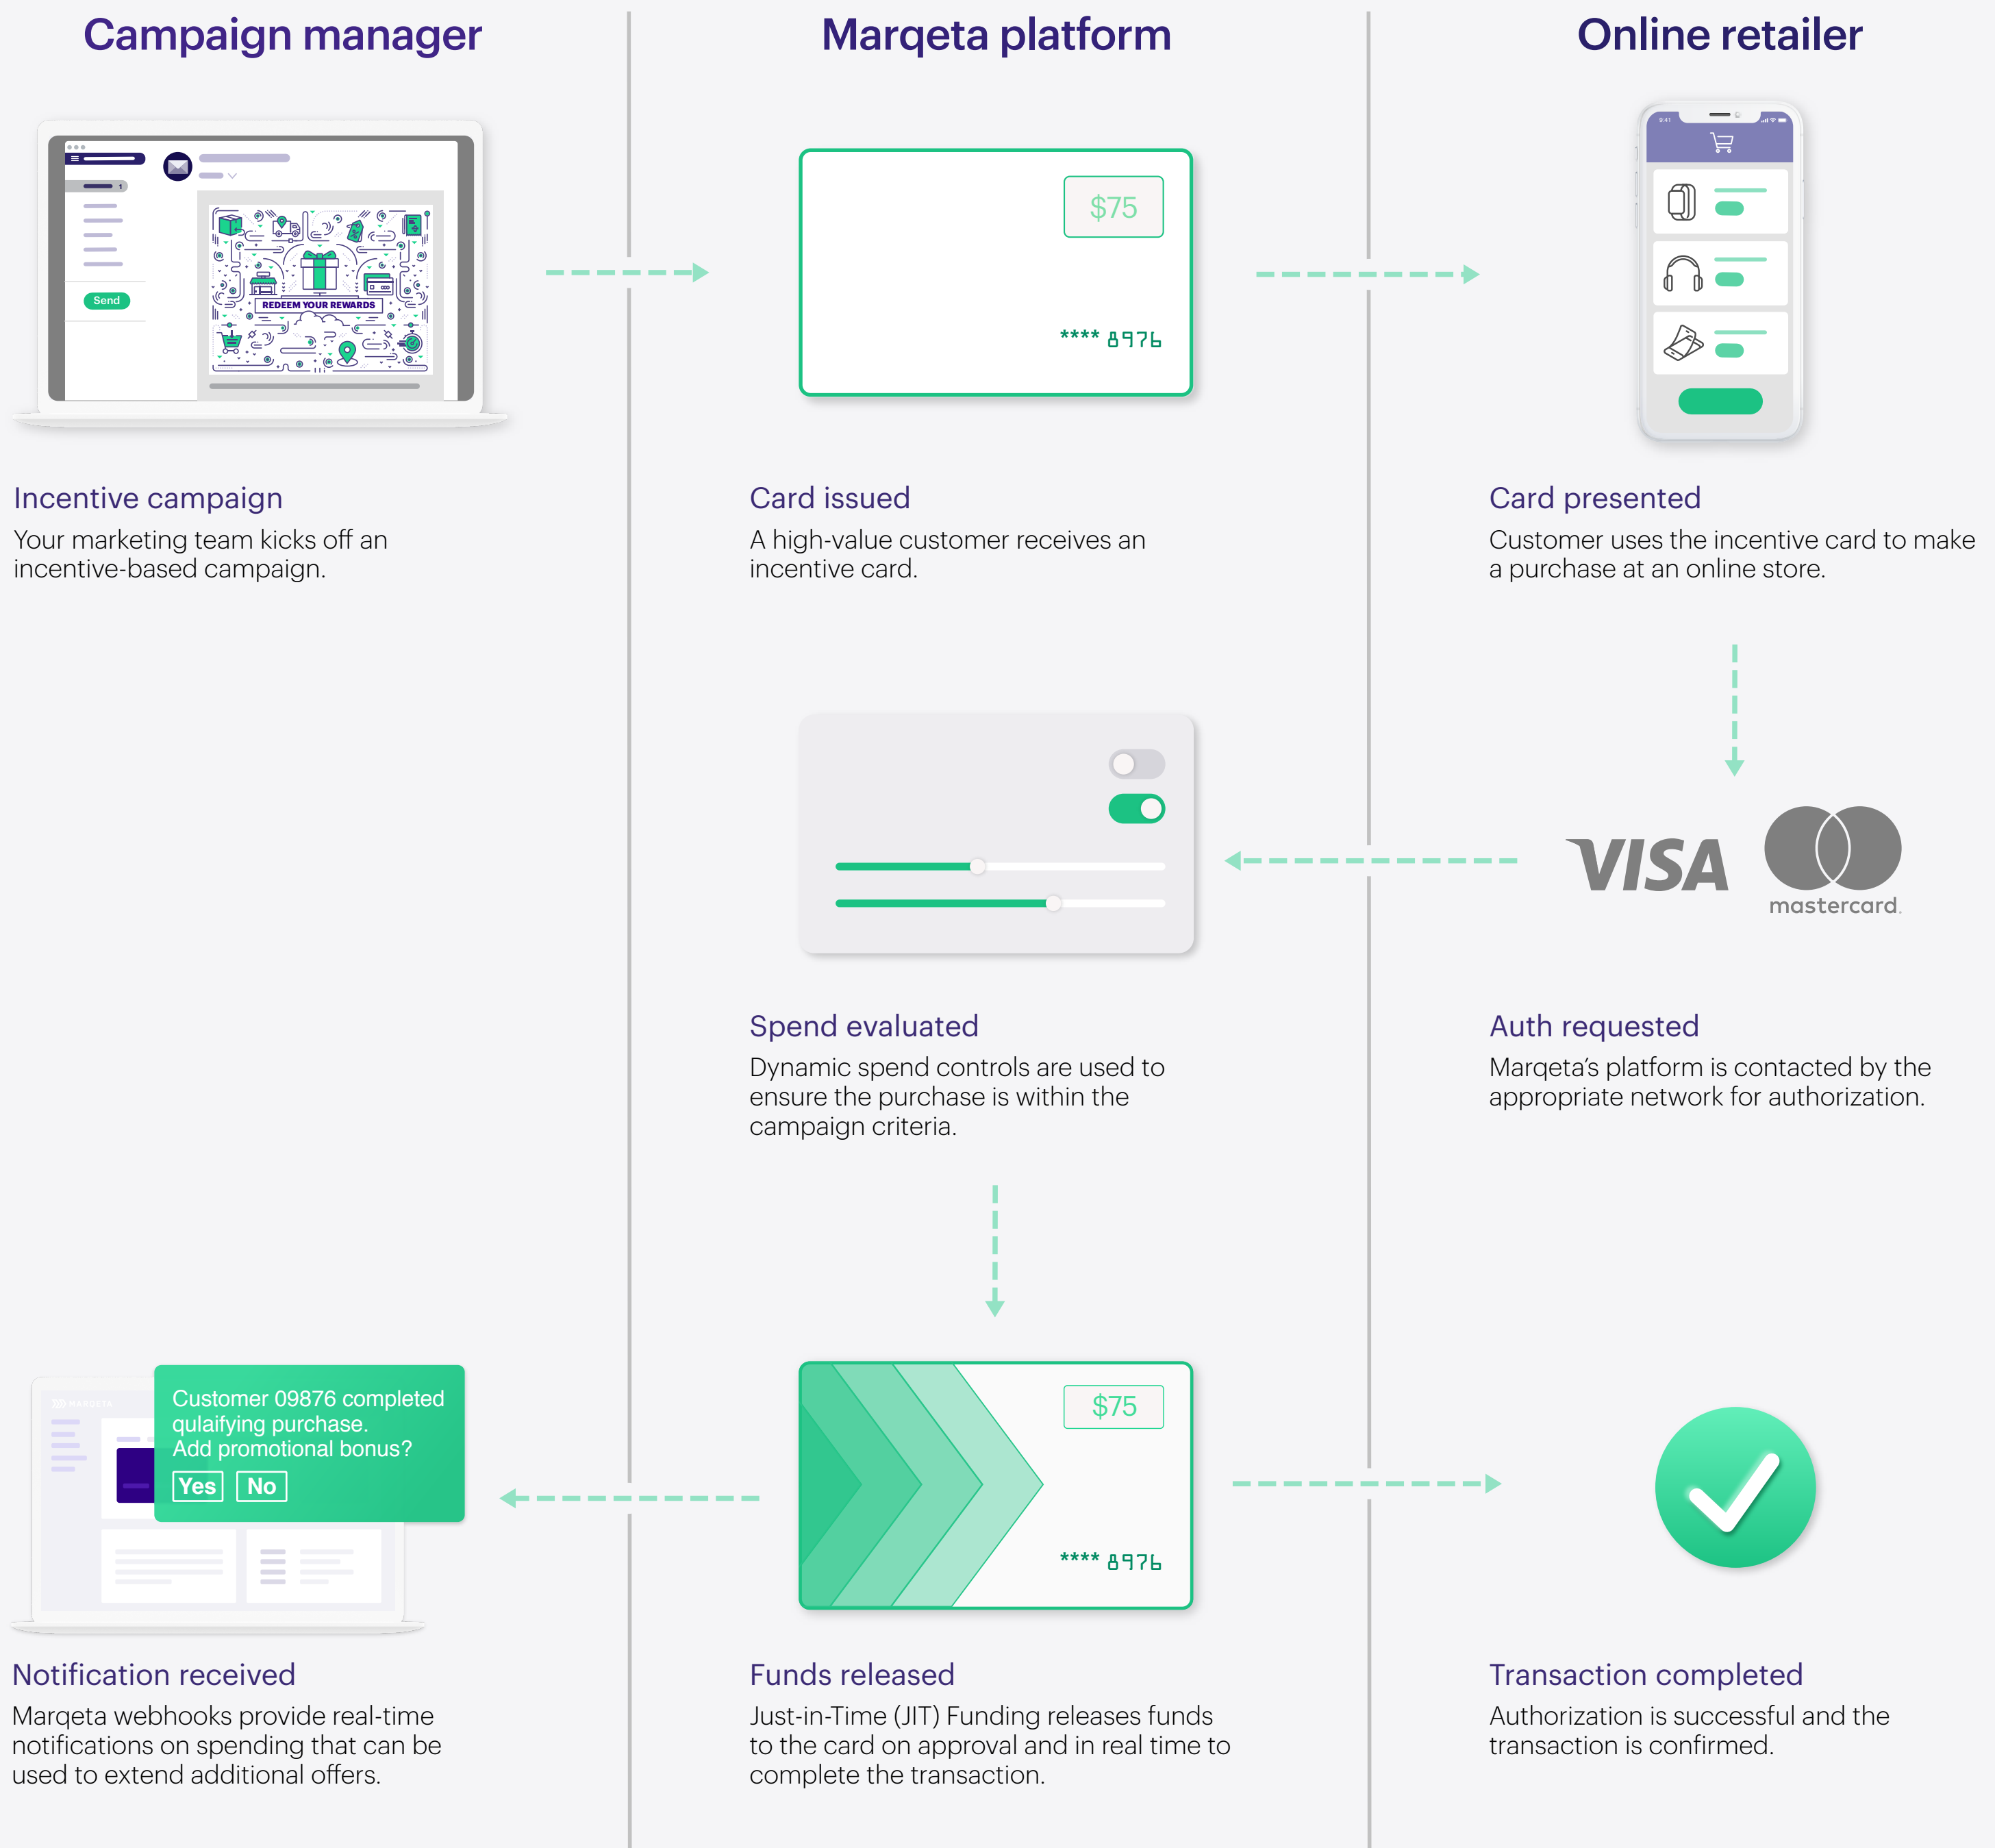 Campaign manager
Marqeta platform
Online retailer
1
Send
REDEEM YOUR REWARDS
$75
**** 8976
9:41
Incentive campaign
Your marketing team kicks off an
incentive-based campaign.
Card issued
A high-value customer receives an
incentive card.
Card presented
Customer uses the incentive card to make
a purchase at an online store.
VISA
mastercard.
Spend evaluated
Dynamic spend controls are used to
ensure the purchase is within the
campaign criteria.
Auth requested
Marqeta’s platform is contacted by the
appropriate network for authorization.
MARQETA
Customer 09876 completed
qulaifying purchase.
Add promotional bonus?
Yes No
$75
**** 8976
Notification received
Marqeta webhooks provide real-time
notifications on spending that can be
used to extend additional offers.
Funds released
Just-in-Time (JIT) Funding releases funds
to the card on approval and in real time to
complete the transaction.
Transaction completed
Authorization is successful and the
transaction is confirmed.